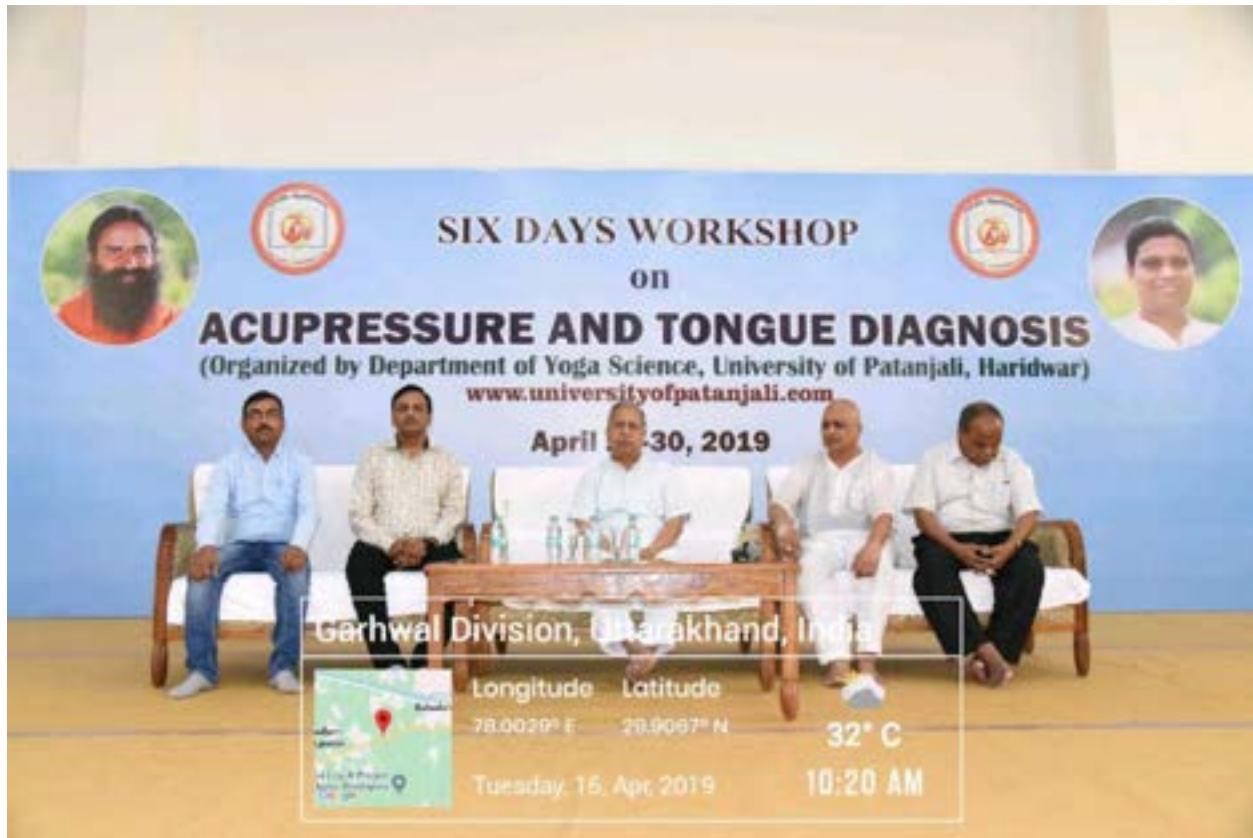 SIX DAYS WORKSHOP
on
ACUPRESSURE AND TONGUE DIAGNOSIS
(Organized by Department of Yoga Science, University of Patanjali, Haridwar)
www.universityofpatanjali.com
April -30, 2019
Garhwal Division, Uttarakhand, India
Longitude Latitude
78.0029° E 29.9067° N
32° C
Tuesday, 16, Apr, 2019
10:20 AM